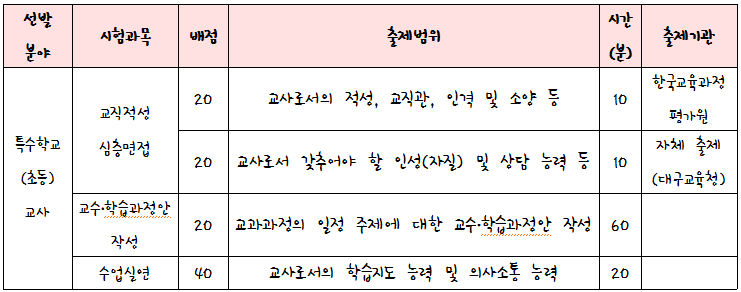 선발 분야 시험과목 배점 출제범위 시간 (분) 출제기관
특수학교 (초등) 교사
교직적성 심층면접
20 교사로서의 적성, 교직관, 인격 및 소양 등 10 한국교육과정 평가원
20 교사로서 갖추어야 할 인성(자질) 및 상담 능력 등 10 자체 출제 (대구교육청)
교수·학습과정안 작성 20 교과과정의 일정 주제에 대한 교수·학습과정안 작성 60
수업실연 40 교사로서의 학습지도 능력 및 의사소통 능력 20